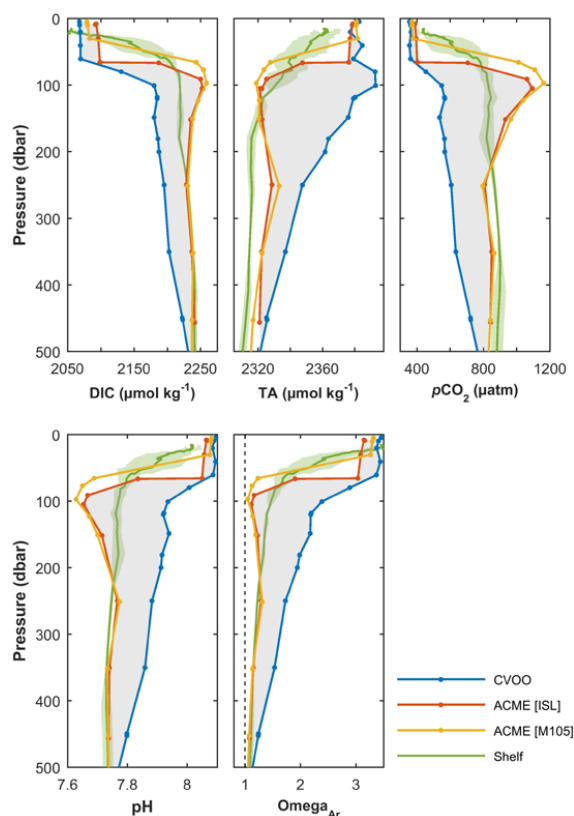 0
100
200
300
400
500
Pressure (dbar)
2050 2150 2250
DIC (µmol kg⁻¹)
2320 2360
TA (µmol kg⁻¹)
400 800 1200
pCO₂ (µatm)
0
100
200
300
400
500
Pressure (dbar)
7.6 7.8 8
pH
1 2 3
Omega_Ar
CVOO
ACME [ISL]
ACME [M105]
Shelf